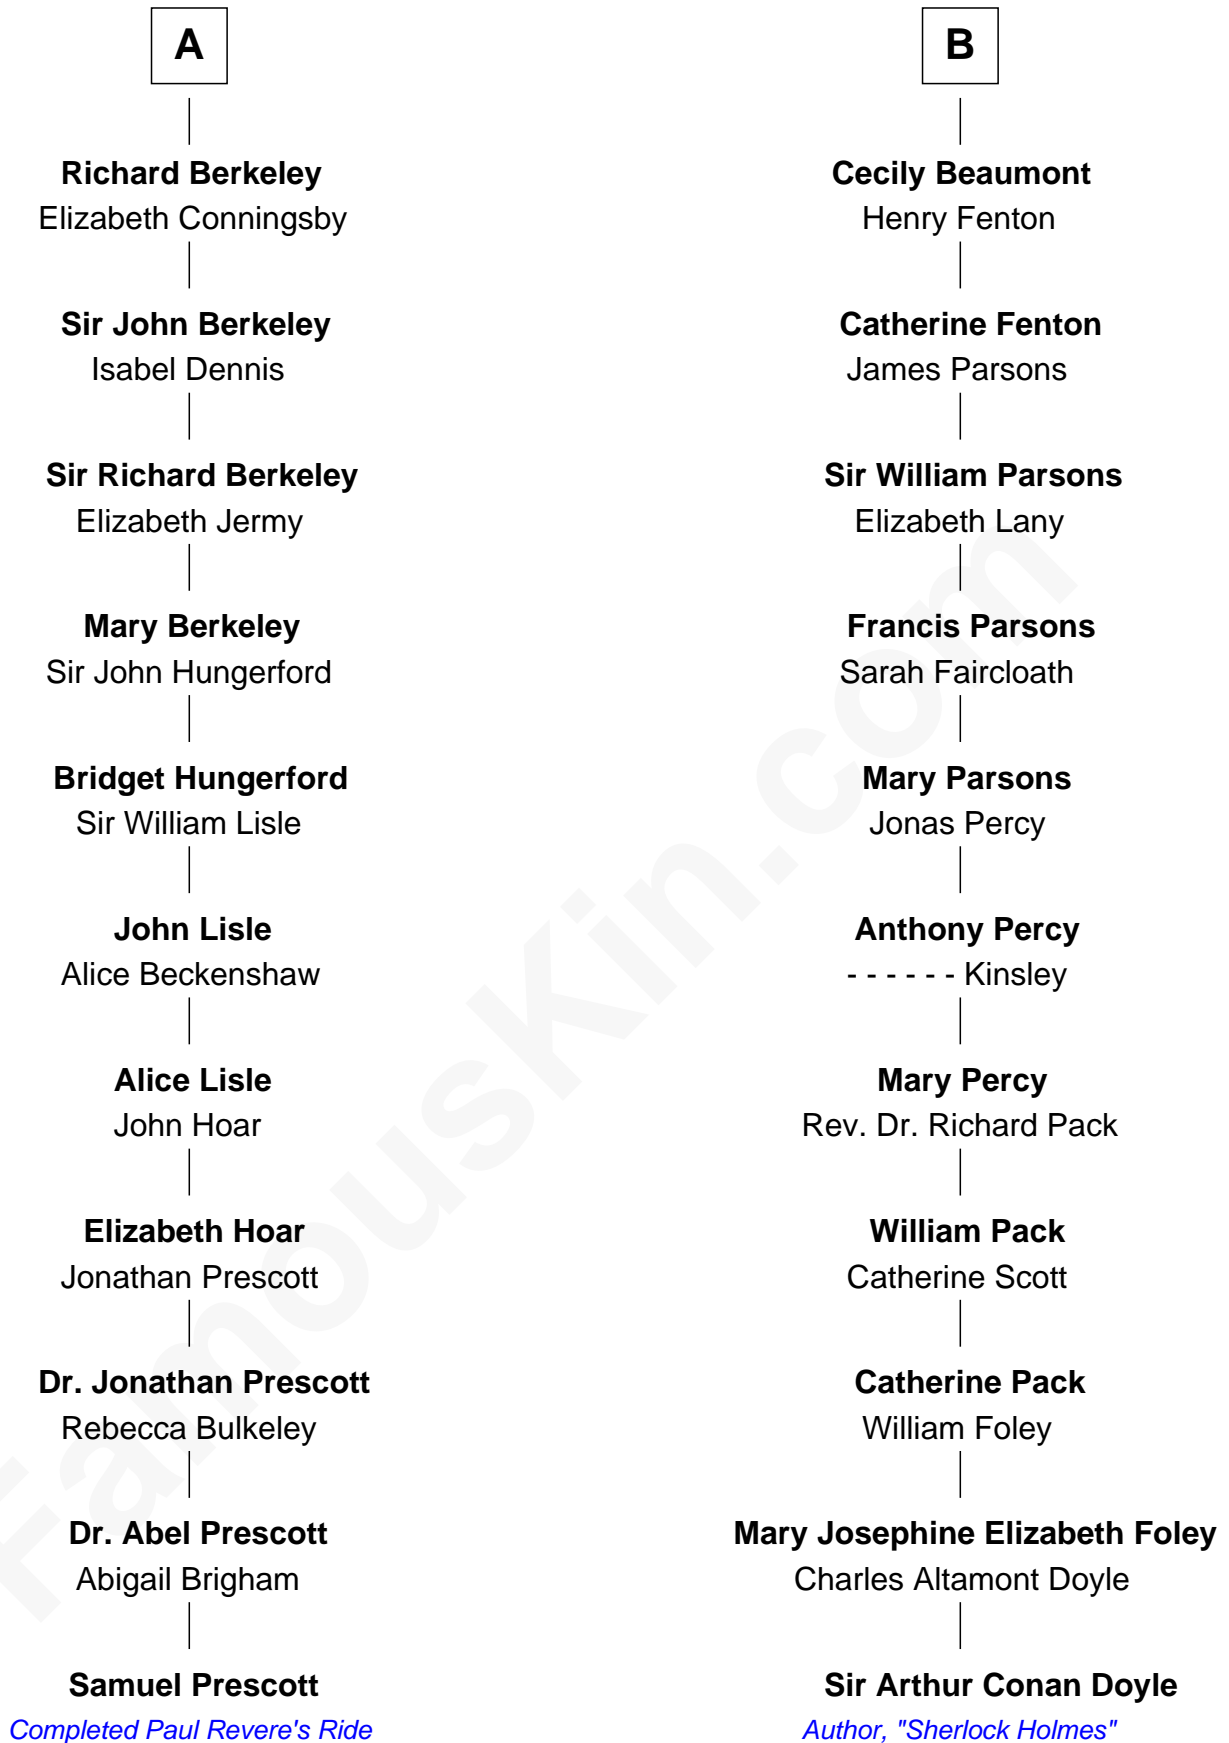 A
Richard Berkeley
Elizabeth Conningsby
Sir John Berkeley
Isabel Dennis
Sir Richard Berkeley
Elizabeth Jermy
Mary Berkeley
Sir John Hungerford
Bridget Hungerford
Sir William Lisle
John Lisle
Alice Beckenshaw
Alice Lisle
John Hoar
Elizabeth Hoar
Jonathan Prescott
Dr. Jonathan Prescott
Rebecca Bulkeley
Dr. Abel Prescott
Abigail Brigham
Samuel Prescott
Completed Paul Revere's Ride
B
Cecily Beaumont
Henry Fenton
Catherine Fenton
James Parsons
Sir William Parsons
Elizabeth Lany
Francis Parsons
Sarah Faircloath
Mary Parsons
Jonas Percy
Anthony Percy
- - - - - - Kinsley
Mary Percy
Rev. Dr. Richard Pack
William Pack
Catherine Scott
Catherine Pack
William Foley
Mary Josephine Elizabeth Foley
Charles Altamont Doyle
Sir Arthur Conan Doyle
Author, "Sherlock Holmes"
FamousKin.com